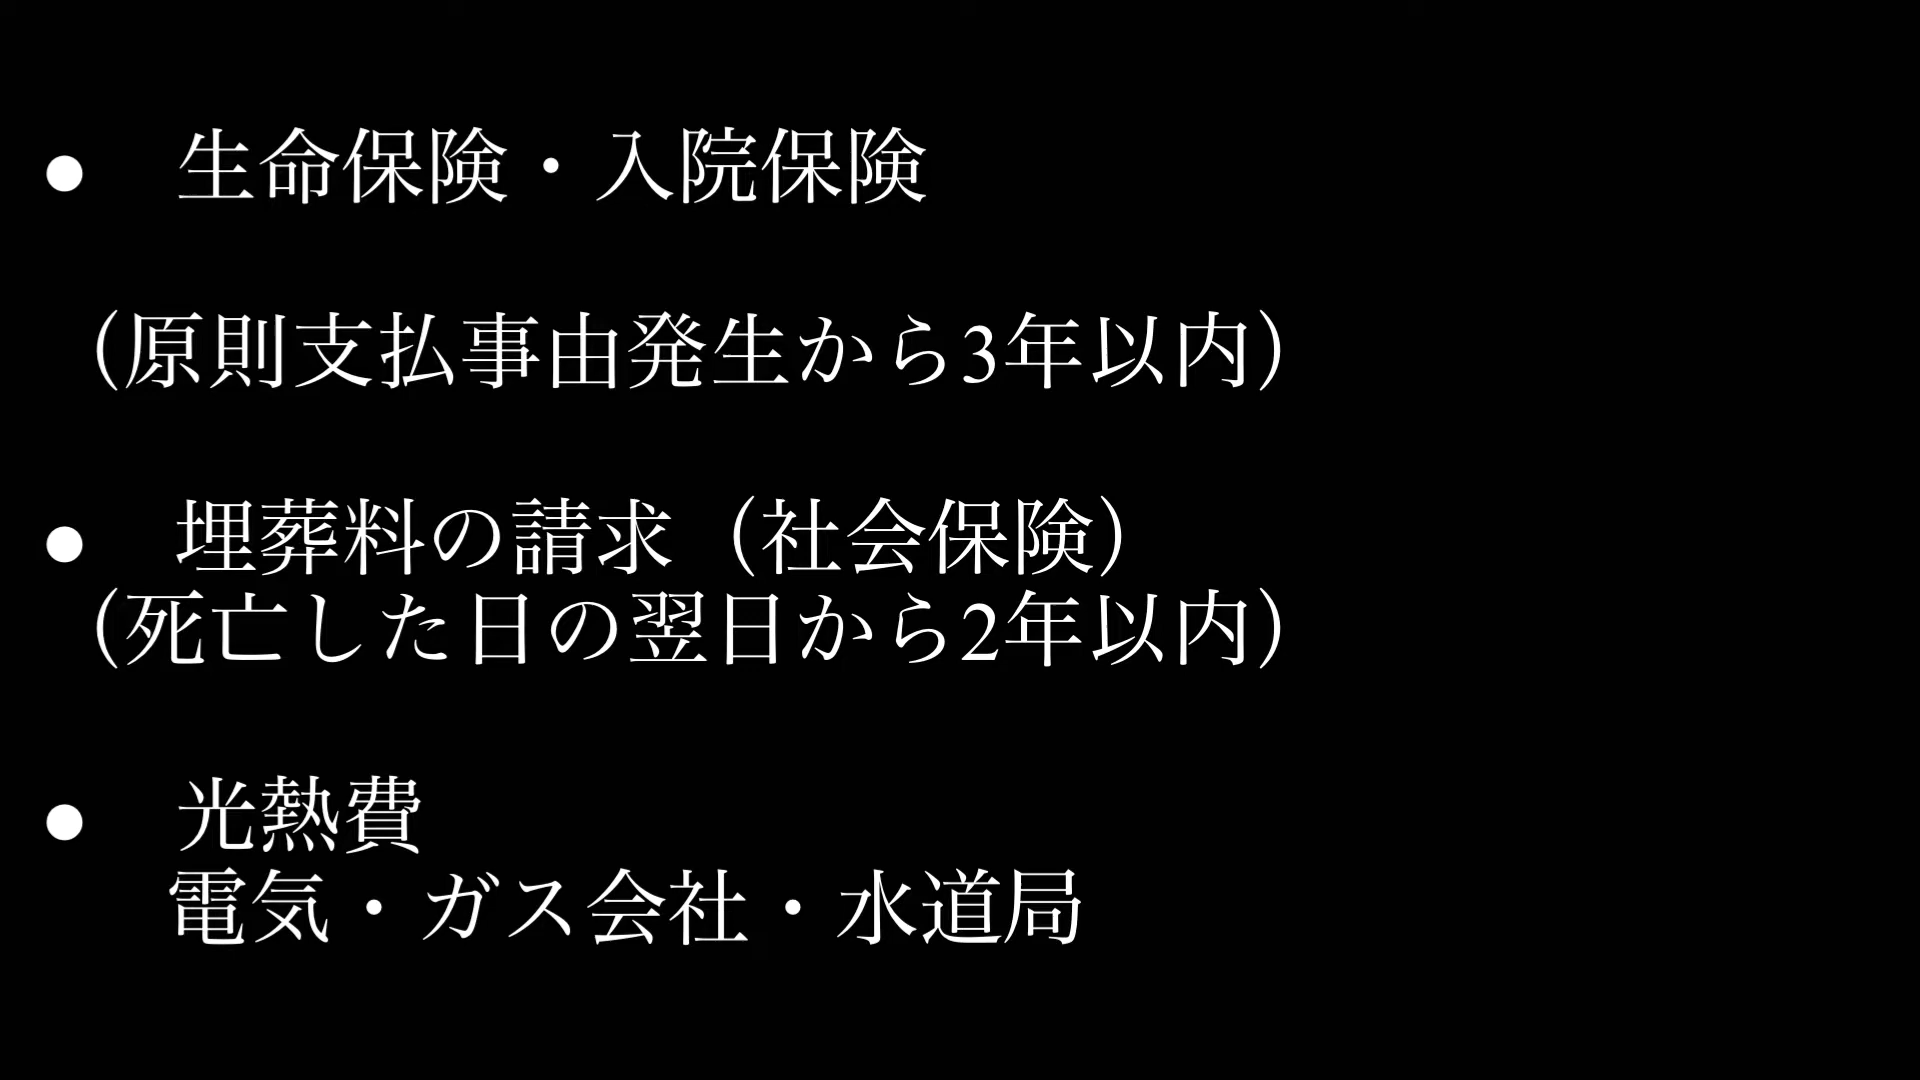 ● 生命保険・入院保険
（原則支払事由発生から3年以内）
● 埋葬料の請求（社会保険）
（死亡した日の翌日から2年以内）
● 光熱費
電気・ガス会社・水道局